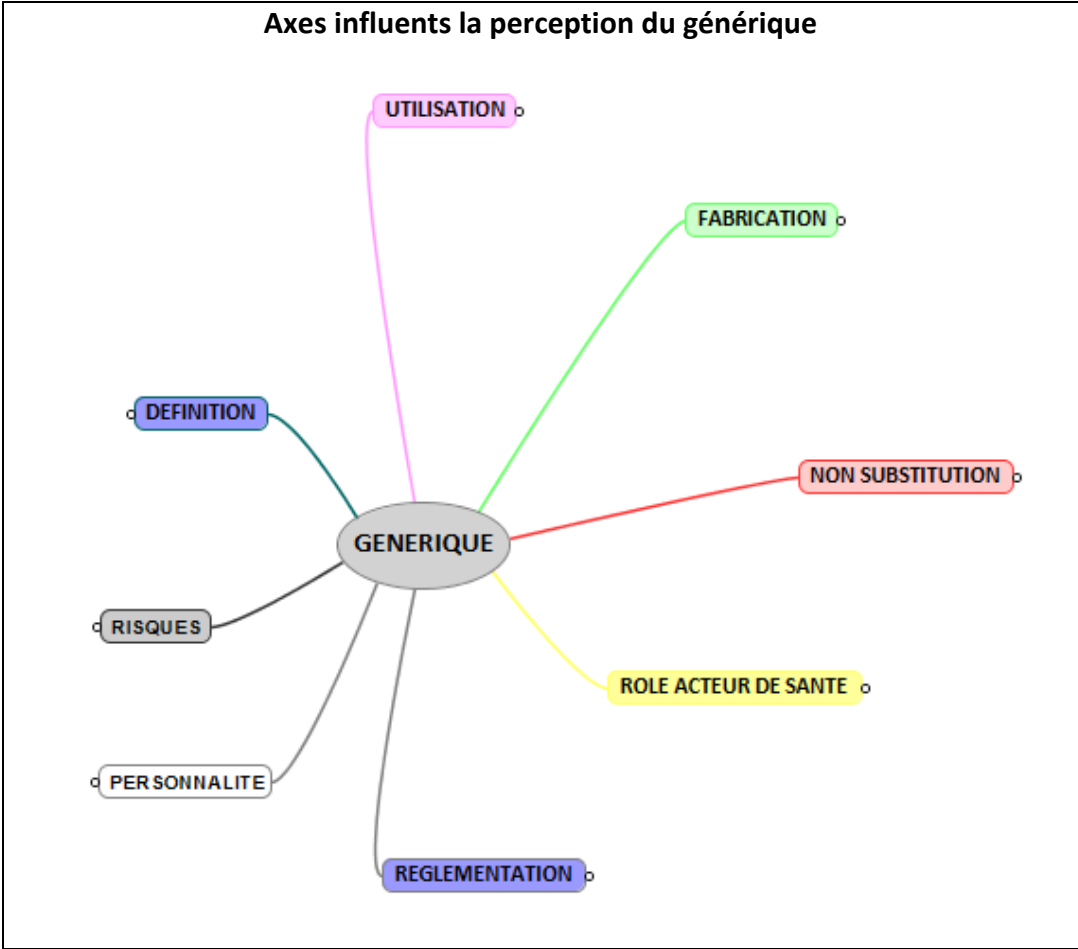 Axes influents la perception du générique
UTILISATION
FABRICATION
DEFINITION
NON SUBSTITUTION
GENERIQUE
RISQUES
ROLE ACTEUR DE SANTE
PERSONNALITE
REGLEMENTATION